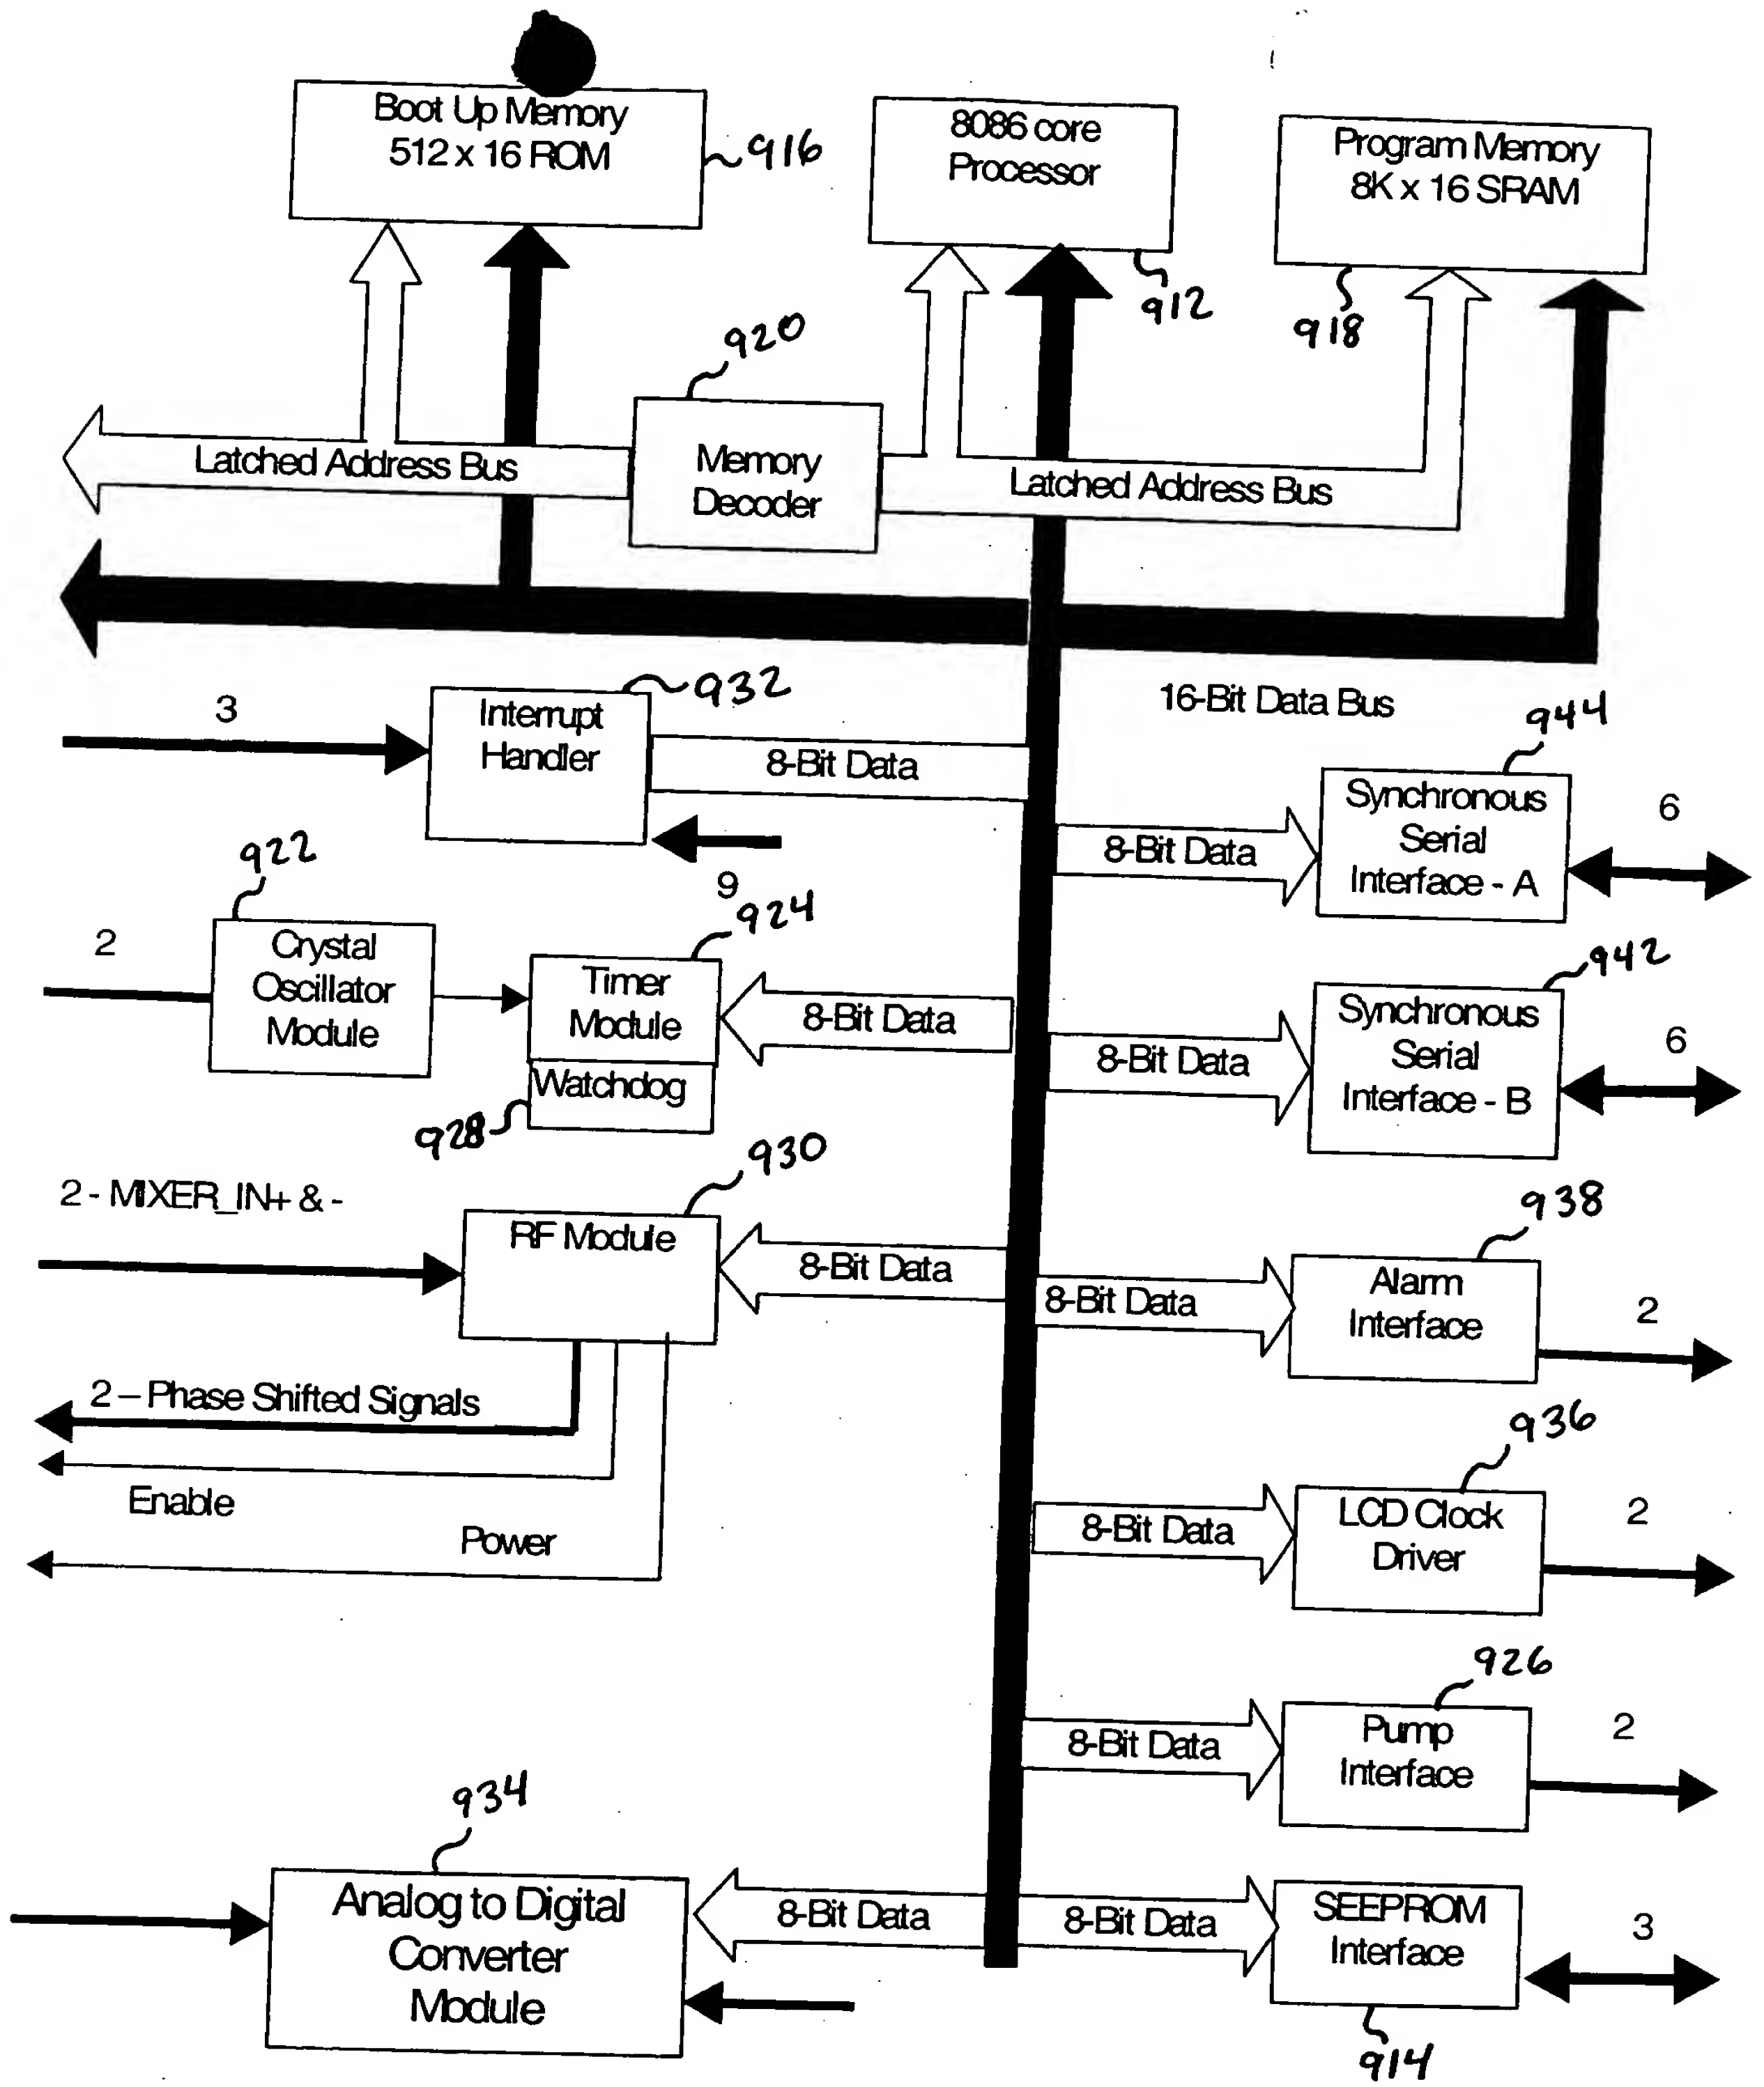 Boot Up Memory
512 x 16 ROM
916
8086 core
Processor
912
Program Memory
8K x 16 SRAM
918
920
Memory
Decoder
Latched Address Bus
Latched Address Bus
16-Bit Data Bus
3
932
Interrupt
Handler
8-Bit Data
9
944
Synchronous
Serial
Interface - A
8-Bit Data
6
922
2
Crystal
Oscillator
Module
924
Timer
Module
Watchdog
928
8-Bit Data
942
Synchronous
Serial
Interface - B
8-Bit Data
6
2 - MIXER_IN+ & -
930
RF Module
8-Bit Data
2 – Phase Shifted Signals
Enable
Power
938
Alarm
Interface
8-Bit Data
2
936
LCD Clock
Driver
8-Bit Data
2
926
Pump
Interface
8-Bit Data
2
934
Analog to Digital
Converter
Module
8-Bit Data
8-Bit Data
SEEPROM
Interface
3
914